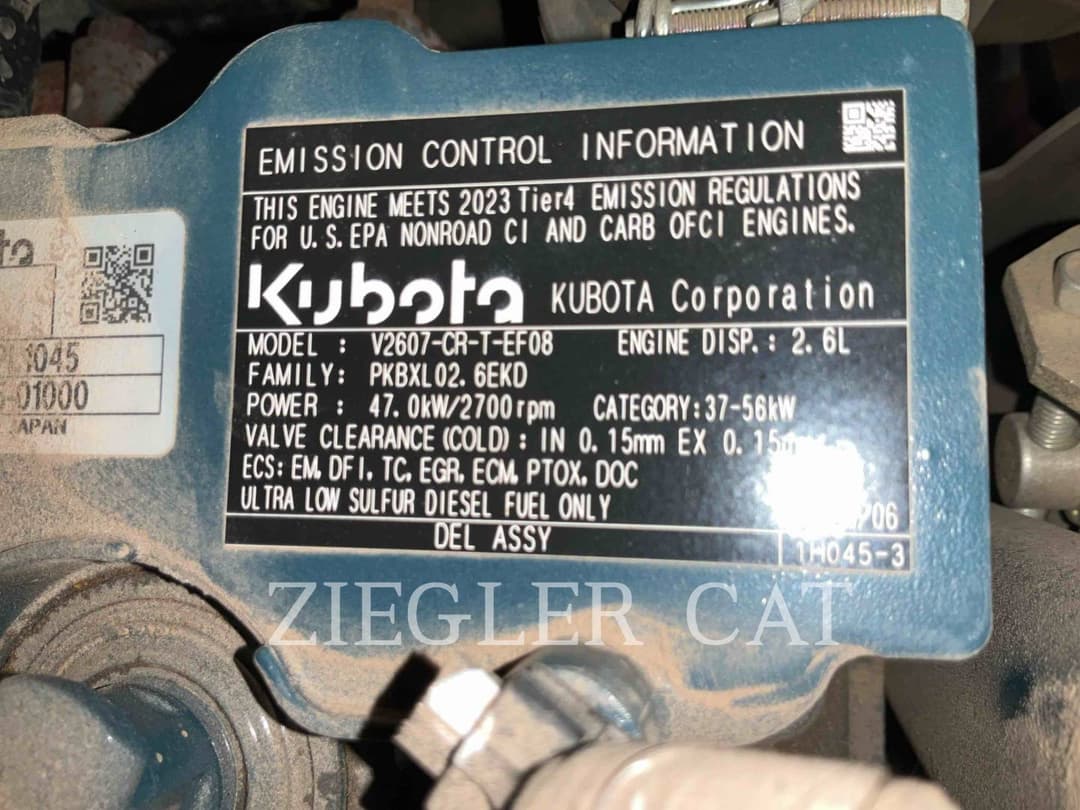 EMISSION CONTROL INFORMATION
THIS ENGINE MEETS 2023 Tier4 EMISSION REGULATIONS
FOR U.S. EPA NONROAD CI AND CARB OFCI ENGINES.
Kubota KUBOTA Corporation
MODEL : V2607-CR-T-EF08 ENGINE DISP.: 2.6L
FAMILY: PKBXL02.6EKD
POWER : 47.0kW/2700rpm CATEGORY:37-56kW
VALVE CLEARANCE (COLD) : IN 0.15mm EX
ECS: EM, DFI, TC, EGR, ECM, PTOX, DOC
ULTRA LOW SULFUR DIESEL FUEL ONLY
DEL ASSY
1H045-3
1045
01000
ZIEGLER CAT